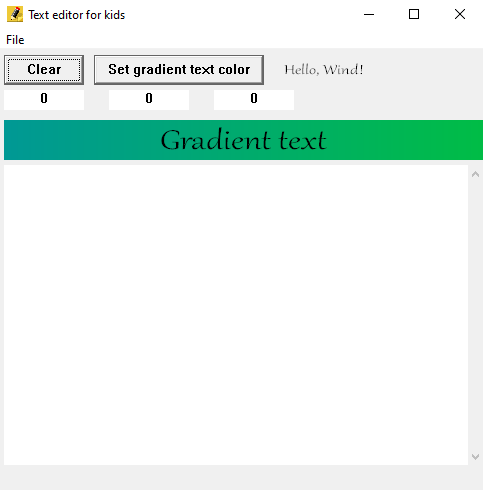 Text editor for kids
File
Clear Set gradient text color Hello, Wind!
0 0 0
Gradient text